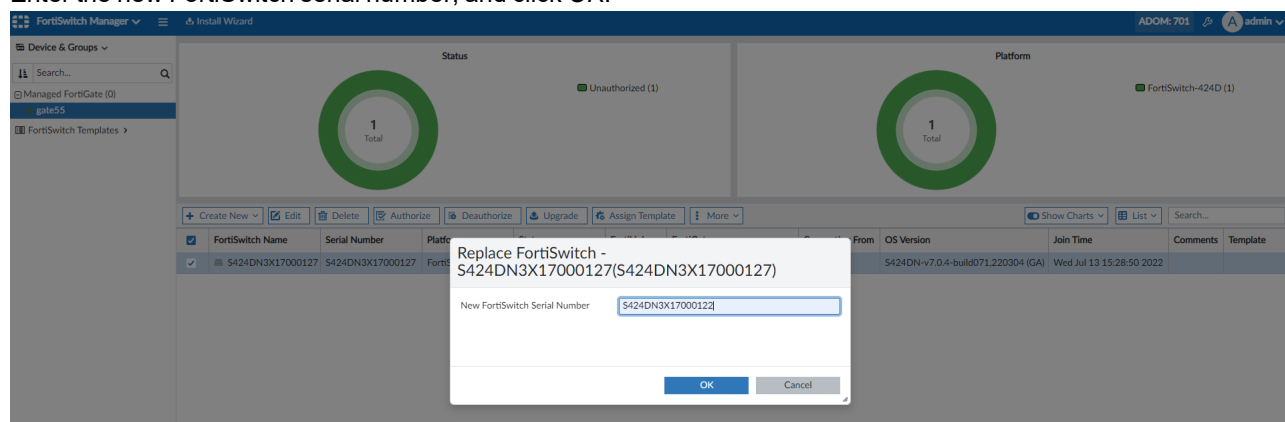 Enter the new FortiSwitch serial number, and click OK.
FortiSwitch Manager
Install Wizard
ADOM: 701
A admin
Device & Groups
Search...
Managed FortiGate (0)
gate55
FortiSwitch Templates >
Status
1
Total
Unauthorized (1)
Platform
1
Total
FortiSwitch-424D (1)
+ Create New
Edit
Delete
Authorize
Deauthorize
Upgrade
Assign Template
More
Show Charts
List
Search...
FortiSwitch Name
Serial Number
From
OS Version
Join Time
Comments
Template
S424DN3X17000127
S424DN3X17000127
S424DN-v7.0.4-build071,220304 (GA)
Wed Jul 13 15:28:50 2022
Replace FortiSwitch -
S424DN3X17000127(S424DN3X17000127)
New FortiSwitch Serial Number
S424DN3X17000122
OK
Cancel